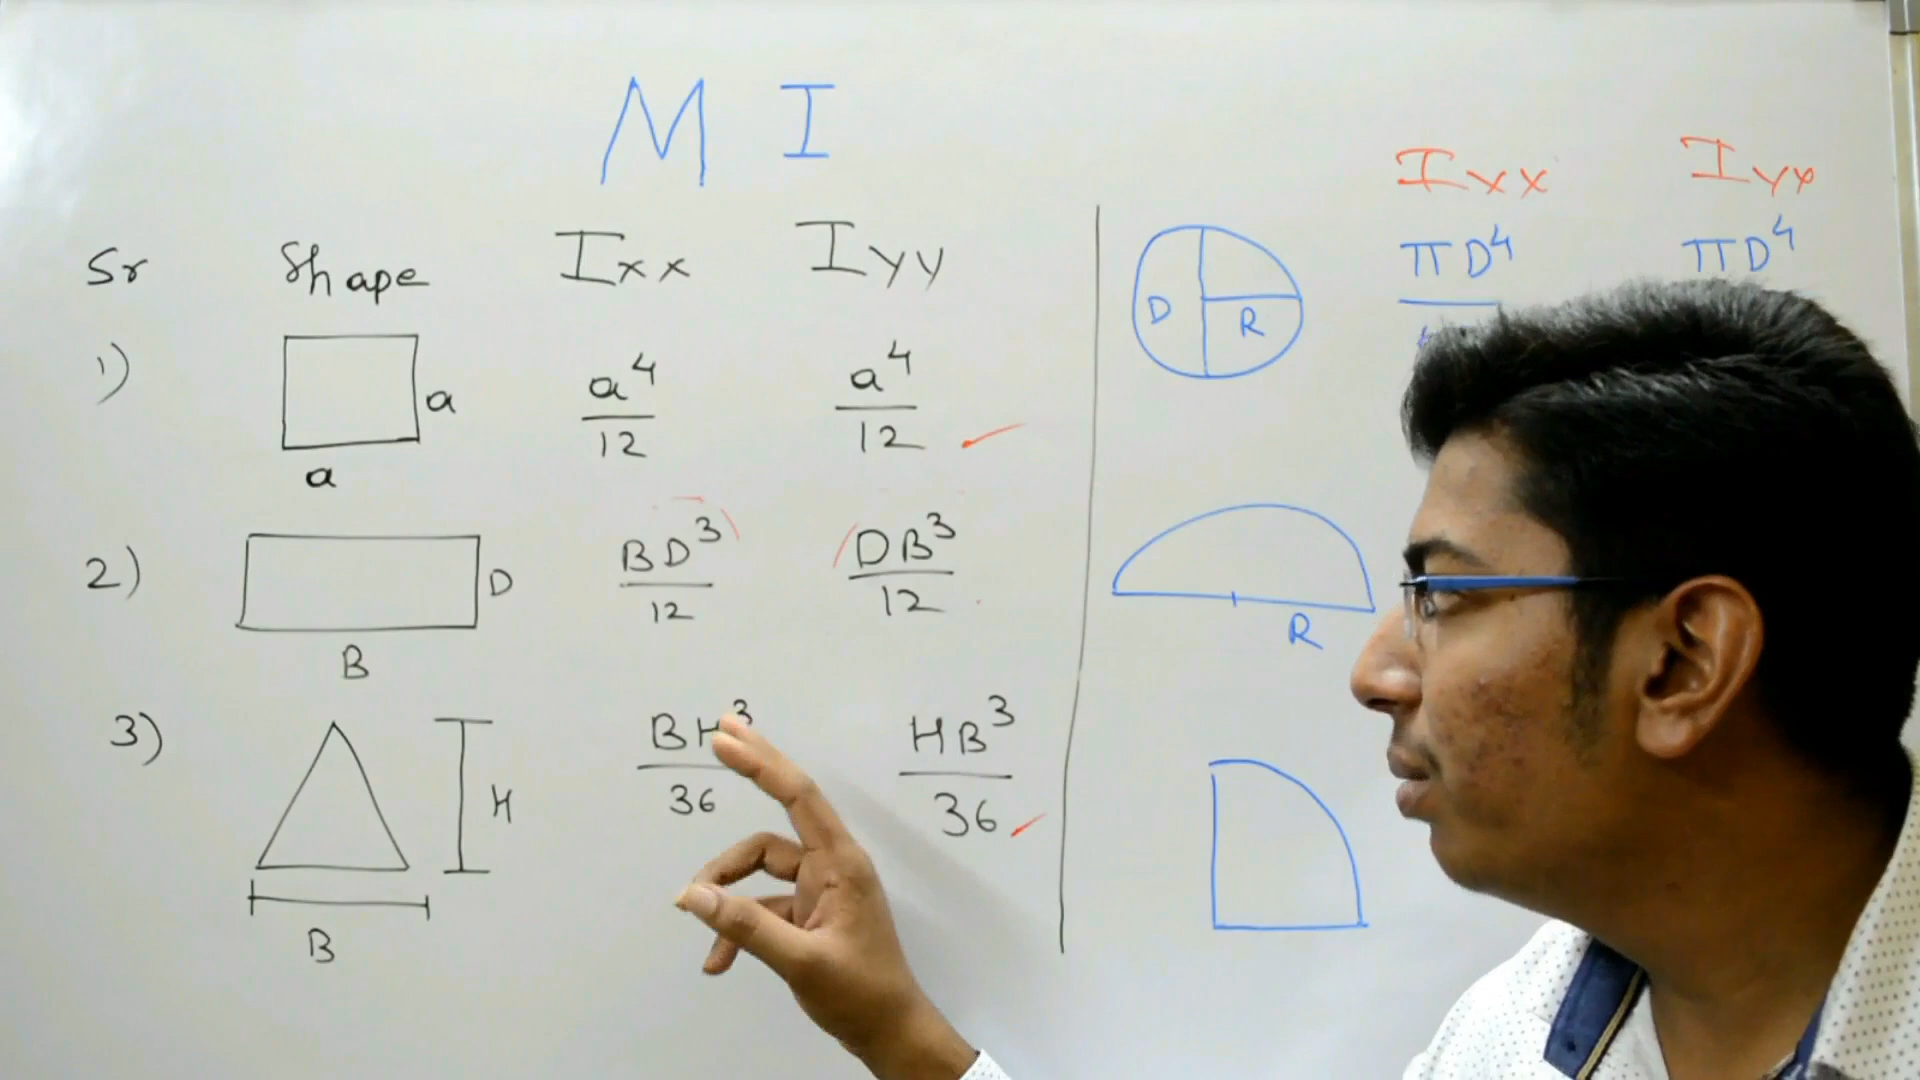 M I
Sr Shape Ixx Iyy
1) a a a⁴/12 a⁴/12
2) D B BD³/12 DB³/12
3) H B BH³/36 HB³/36
Ixx Iyy
D R πD⁴ πD⁴
R